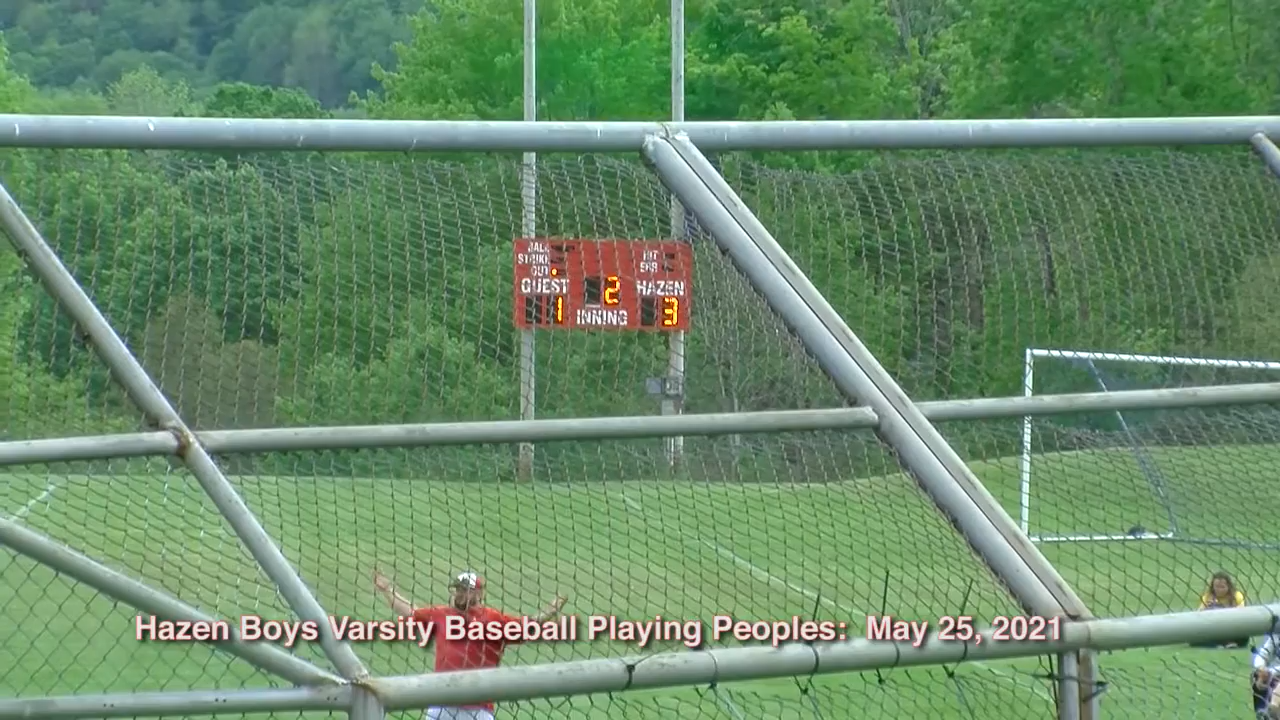 BALL
STRIKE
OUT
HIT
ERR
GUEST 2 HAZEN
1 INNING 3
Hazen Boys Varsity Baseball Playing Peoples:  May 25, 2021